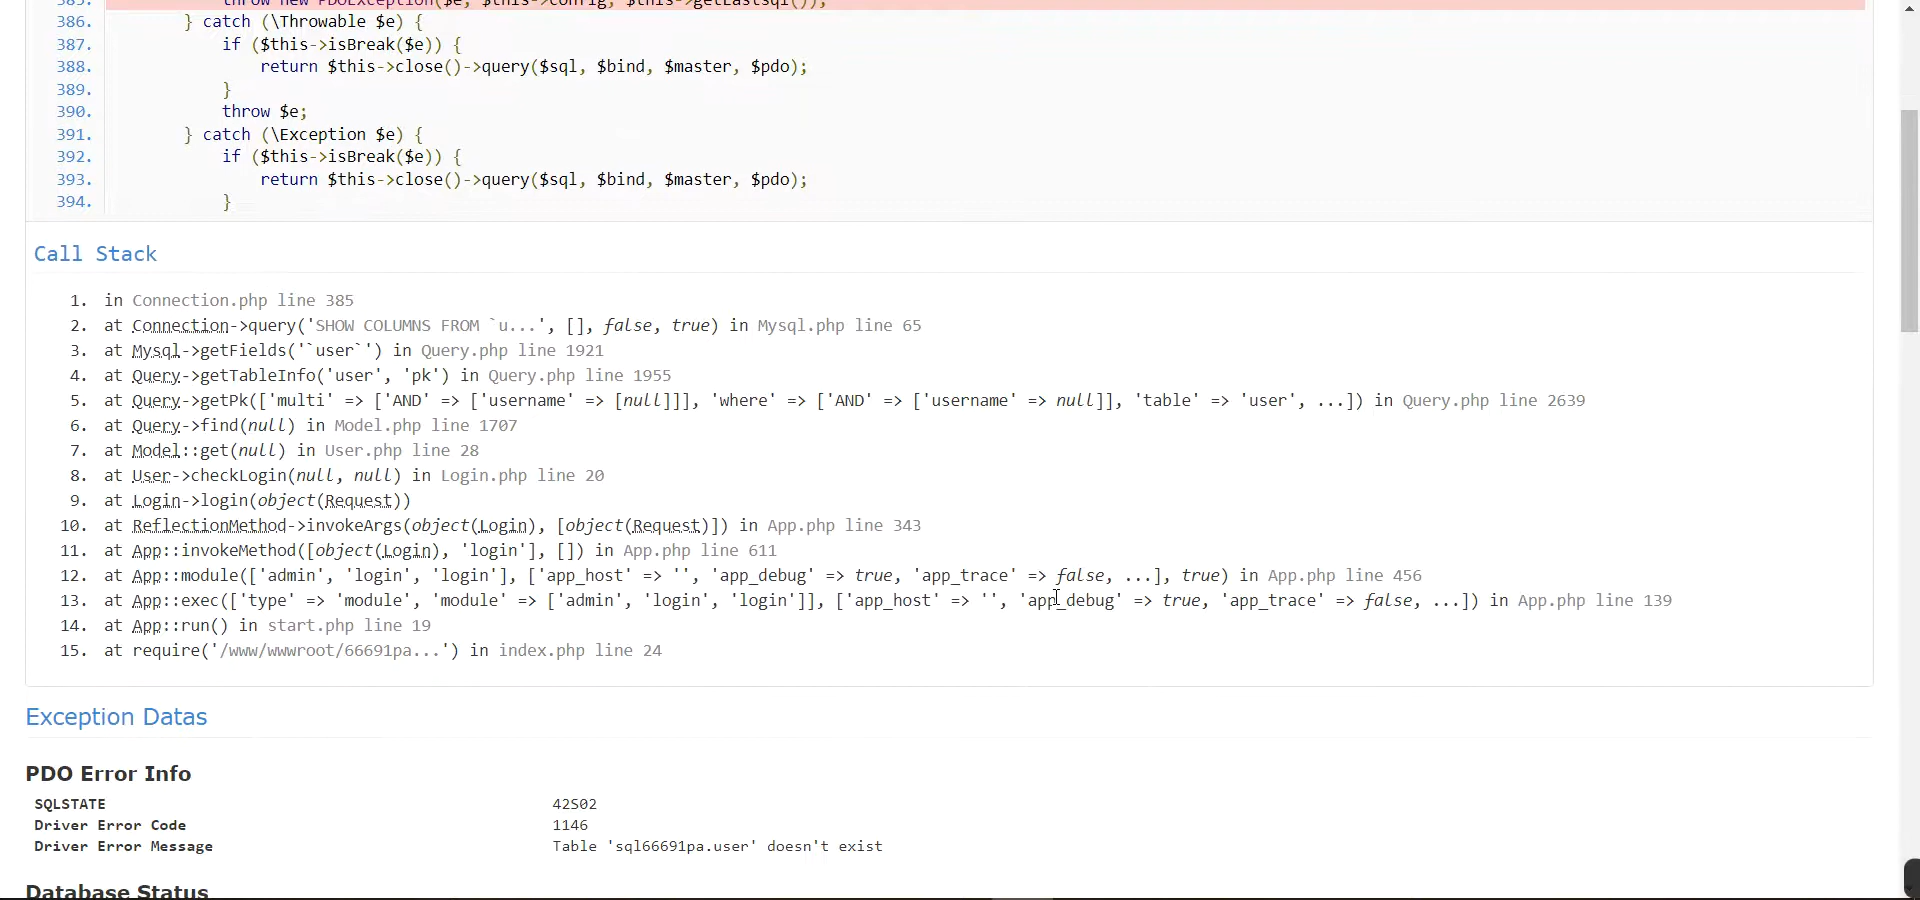 385. throw new PDOException($e, $this->config, $this->getLastsql());
386. } catch (\Throwable $e) {
387. if ($this->isBreak($e)) {
388. return $this->close()->query($sql, $bind, $master, $pdo);
389. }
390. throw $e;
391. } catch (\Exception $e) {
392. if ($this->isBreak($e)) {
393. return $this->close()->query($sql, $bind, $master, $pdo);
394. }
Call Stack
1. in Connection.php line 385
2. at Connection->query('SHOW COLUMNS FROM `u...', [], false, true) in Mysql.php line 65
3. at Mysql->getFields('`user`') in Query.php line 1921
4. at Query->getTableInfo('user', 'pk') in Query.php line 1955
5. at Query->getPk(['multi' => ['AND' => ['username' => [null]]], 'where' => ['AND' => ['username' => null]], 'table' => 'user', ...]) in Query.php line 2639
6. at Query->find(null) in Model.php line 1707
7. at Model::get(null) in User.php line 28
8. at User->checkLogin(null, null) in Login.php line 20
9. at Login->login(object(Request))
10. at ReflectionMethod->invokeArgs(object(Login), [object(Request)]) in App.php line 343
11. at App::invokeMethod([object(Login), 'login'], []) in App.php line 611
12. at App::module(['admin', 'login', 'login'], ['app_host' => '', 'app_debug' => true, 'app_trace' => false, ...], true) in App.php line 456
13. at App::exec(['type' => 'module', 'module' => ['admin', 'login', 'login']], ['app_host' => '', 'app_debug' => true, 'app_trace' => false, ...]) in App.php line 139
14. at App::run() in start.php line 19
15. at require('/www/wwwroot/66691pa...') in index.php line 24
Exception Datas
PDO Error Info
SQLSTATE 42S02
Driver Error Code 1146
Driver Error Message Table 'sql66691pa.user' doesn't exist
Database Status